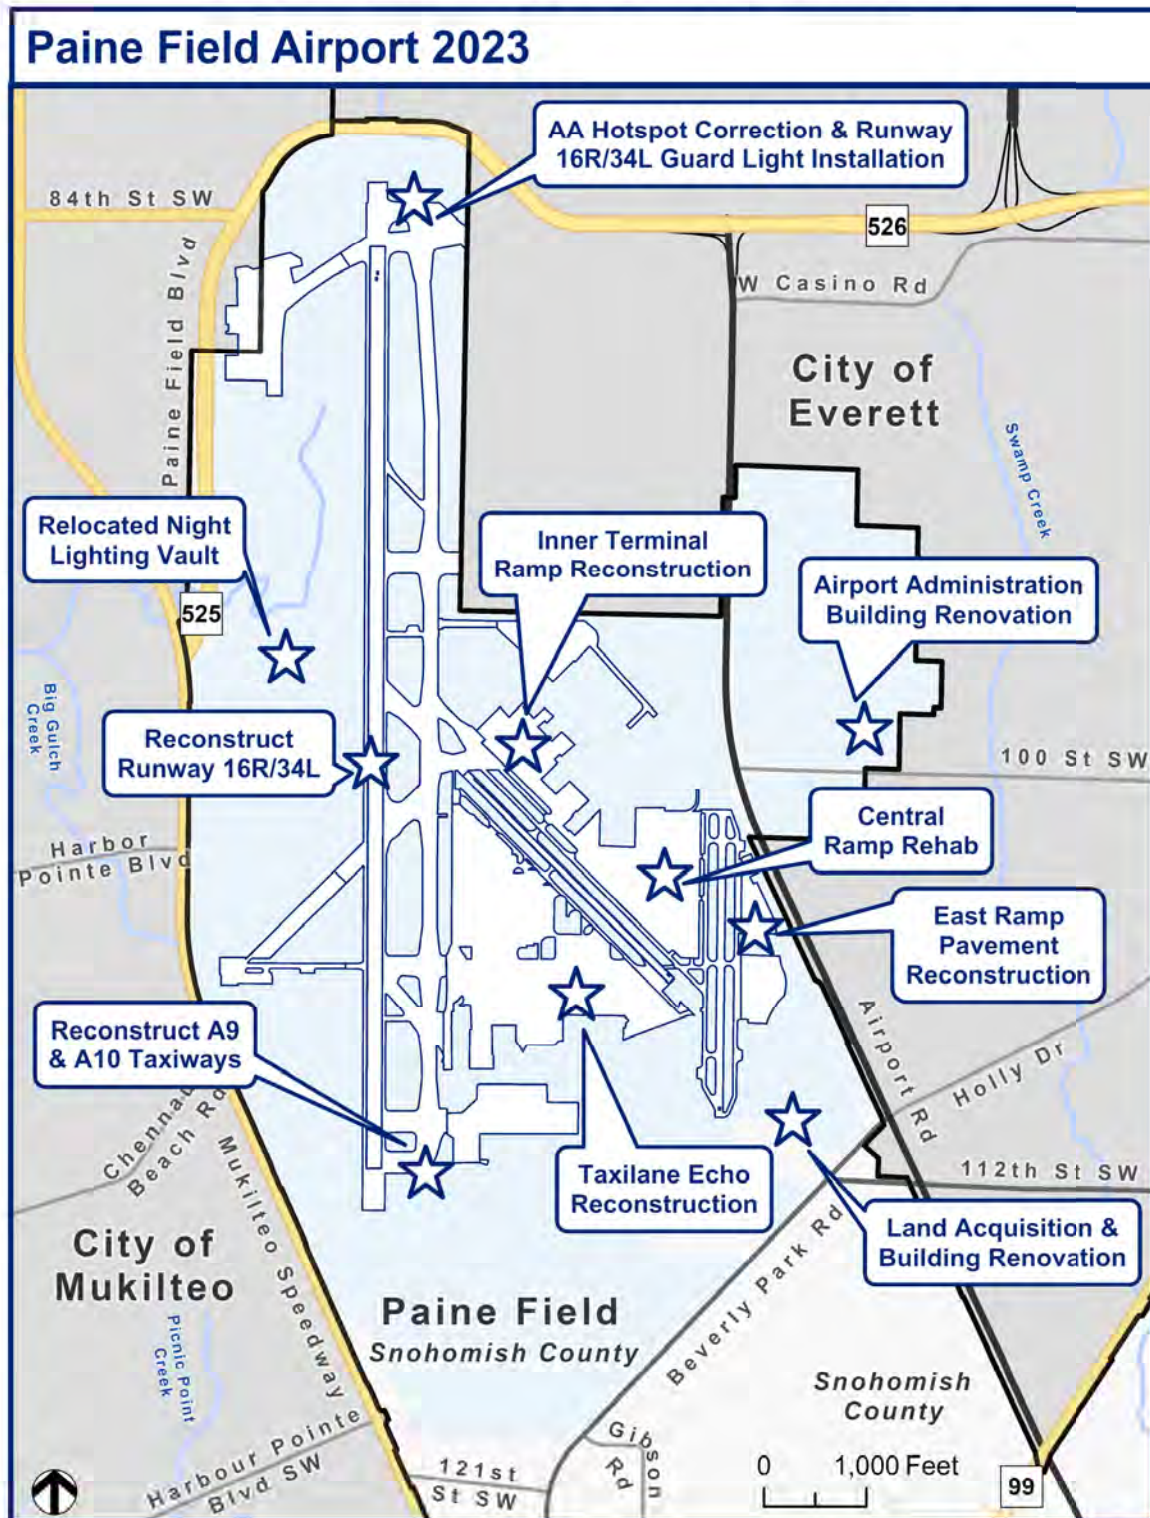 Paine Field Airport 2023
AA Hotspot Correction & Runway
16R/34L Guard Light Installation
84th St SW
526
Paine Field Blvd
W Casino Rd
City of
Everett
Swamp Creek
Relocated Night
Lighting Vault
Inner Terminal
Ramp Reconstruction
Airport Administration
Building Renovation
525
Big Gulch
Creek
Reconstruct
Runway 16R/34L
100 St SW
Central
Ramp Rehab
Harbor
Pointe Blvd
East Ramp
Pavement
Reconstruction
Reconstruct A9
& A10 Taxiways
Airport Rd
Holly Dr
Chennau
Beach Rd
Mukilteo Speedway
Taxilane Echo
Reconstruction
112th St SW
Land Acquisition &
Building Renovation
City of
Mukilteo
Paine Field
Snohomish County
Beverly Park Rd
Picnic Point
Creek
Snohomish
County
Harbour Pointe
Blvd SW
121st
St SW
Gibson
Rd
0 1,000 Feet
99